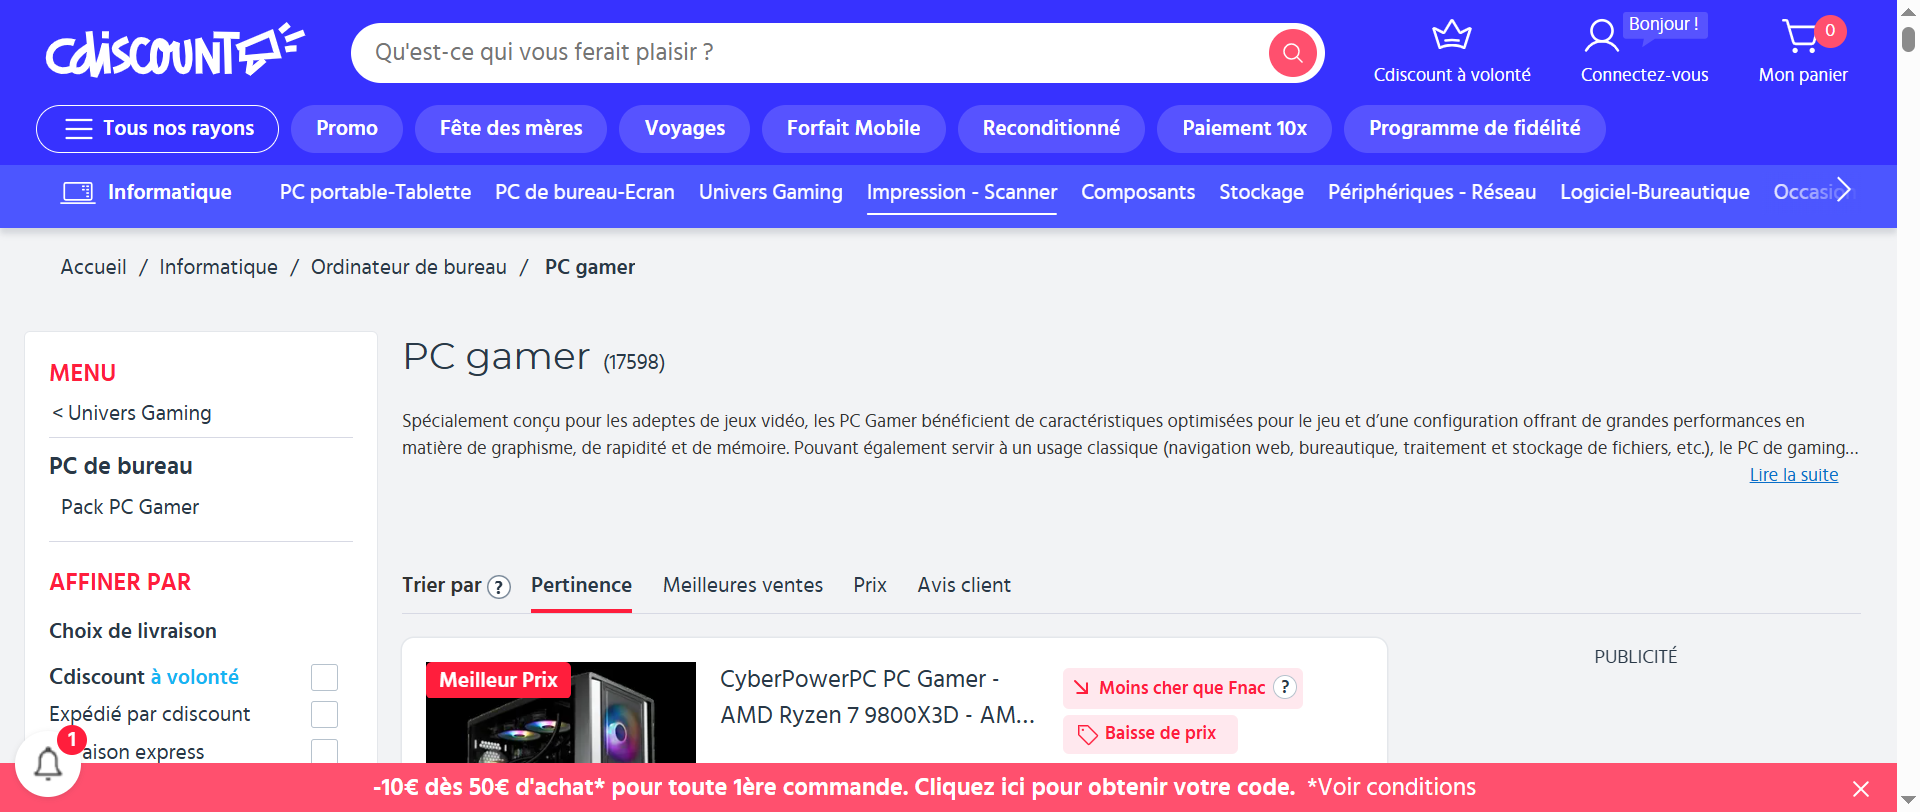 Cdiscount
Qu'est-ce qui vous ferait plaisir ?
Cdiscount à volonté
Bonjour !
Connectez-vous
0
Mon panier
Tous nos rayons
Promo
Fête des mères
Voyages
Forfait Mobile
Reconditionné
Paiement 10x
Programme de fidélité
Informatique
PC portable-Tablette
PC de bureau-Ecran
Univers Gaming
Impression - Scanner
Composants
Stockage
Périphériques - Réseau
Logiciel-Bureautique
Occasion
Accueil / Informatique / Ordinateur de bureau / PC gamer
MENU
< Univers Gaming
PC de bureau
Pack PC Gamer
AFFINER PAR
Choix de livraison
Cdiscount à volonté
Expédié par cdiscount
aison express
1
PC gamer (17598)
Spécialement conçu pour les adeptes de jeux vidéo, les PC Gamer bénéficient de caractéristiques optimisées pour le jeu et d’une configuration offrant de grandes performances en
matière de graphisme, de rapidité et de mémoire. Pouvant également servir à un usage classique (navigation web, bureautique, traitement et stockage de fichiers, etc.), le PC de gaming…
Lire la suite
Trier par ? Pertinence Meilleures ventes Prix Avis client
Meilleur Prix
CyberPowerPC PC Gamer -
AMD Ryzen 7 9800X3D - AM…
Moins cher que Fnac ?
Baisse de prix
PUBLICITÉ
-10€ dès 50€ d'achat* pour toute 1ère commande. Cliquez ici pour obtenir votre code. *Voir conditions